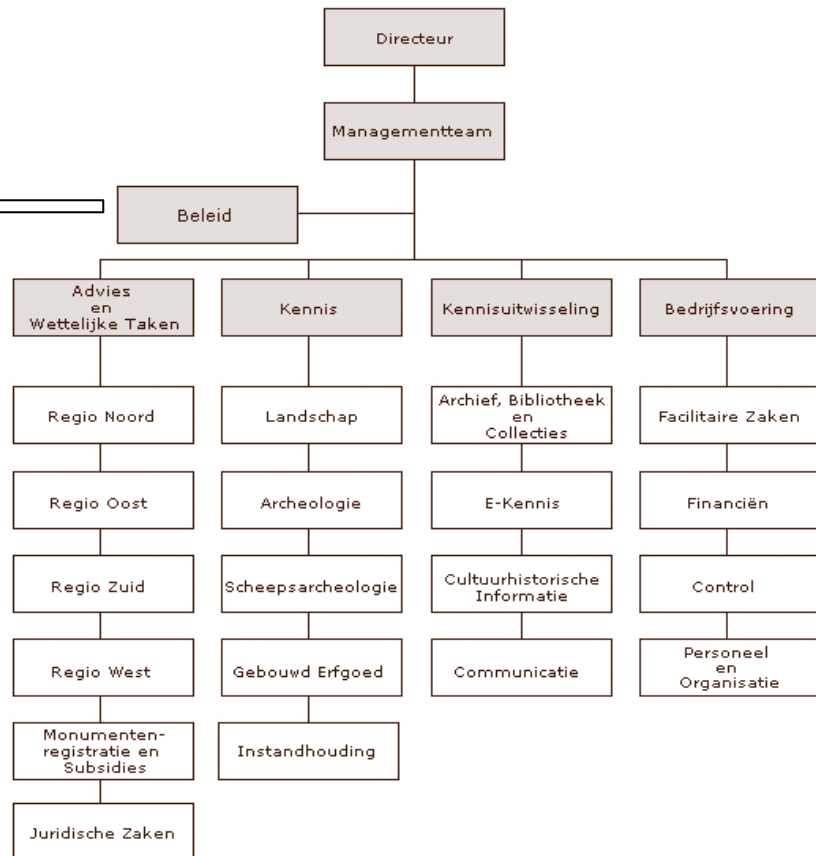 Directeur
Managementteam
Beleid
Advies
en
Wettelijke Taken
Kennis
Kennisuitwisseling
Bedrijfsvoering
Regio Noord
Landschap
Archief, Bibliotheek
en
Collecties
Facilitaire Zaken
Regio Oost
Archeologie
E-Kennis
Financiën
Regio Zuid
Scheepsarcheologie
Cultuurhistorische
Informatie
Control
Regio West
Gebouwd Erfgoed
Communicatie
Personeel
en
Organisatie
Monumenten-
registratie en
Subsidies
Instandhouding
Juridische Zaken